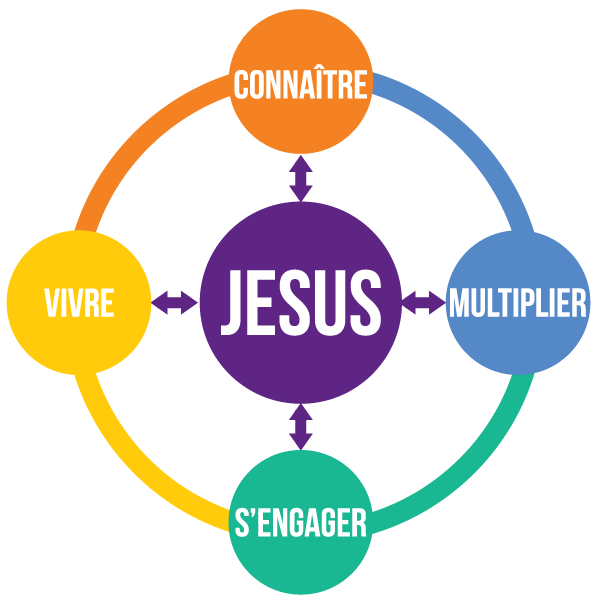 CONNAÎTRE
VIVRE
JESUS
MULTIPLIER
S'ENGAGER